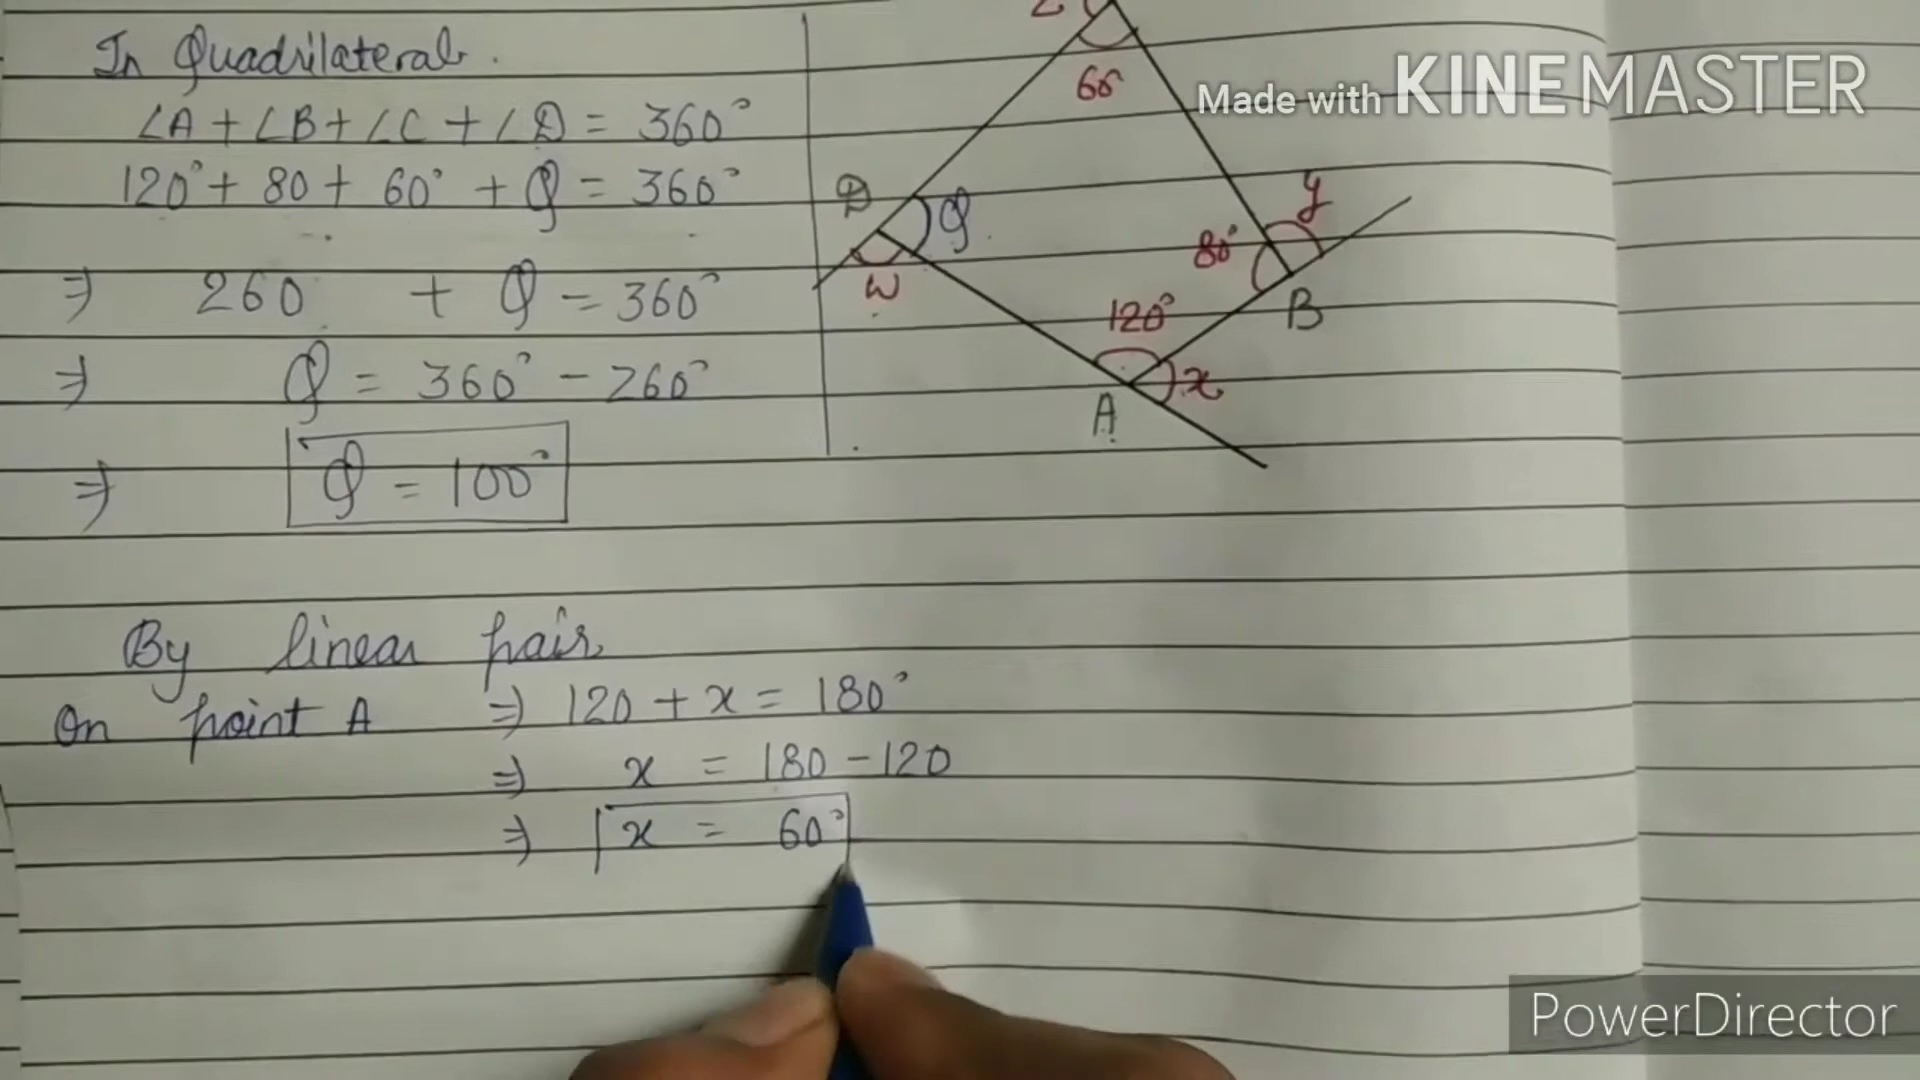 In Quadrilateral.
∠A + ∠B + ∠C + ∠D = 360°
120° + 80 + 60° + Q = 360°
⇒ 260 + Q = 360°
⇒ Q = 360° - 260°
⇒ Q = 100°
By linear pair
On point A ⇒ 120 + x = 180°
⇒ x = 180 - 120
⇒ x = 60°
Z
60
D
Q
w
80°
y
B
120°
x
A
Made with KINEMASTER
PowerDirector